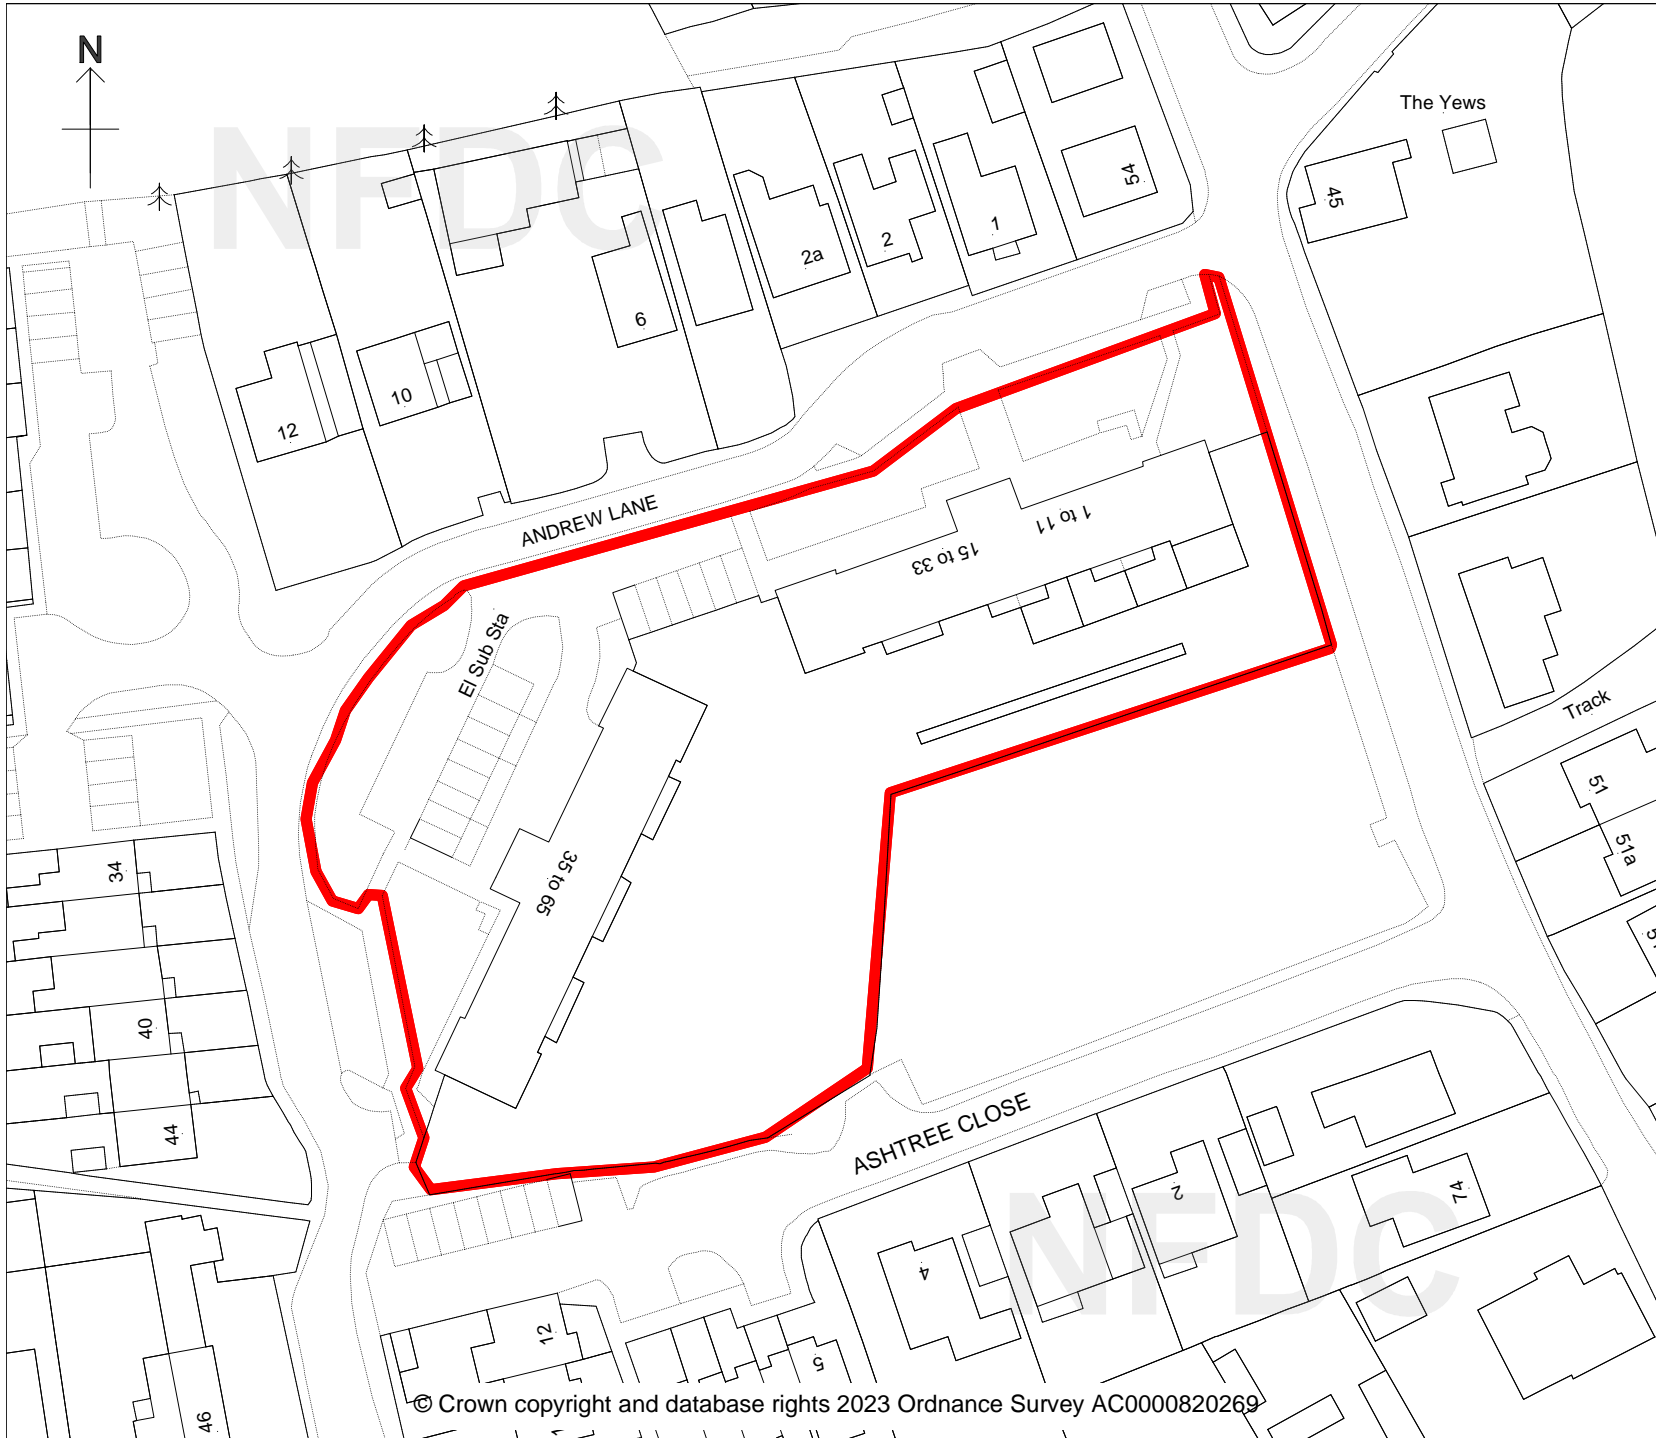 N
NFDC
The Yews
54
45
1
2
2a
6
10
12
ANDREW LANE
1 to 11
15 to 33
El Sub Sta
Track
51
51a
35 to 65
34
40
44
ASHTREE CLOSE
2
74
4
NFDC
12
5
46
© Crown copyright and database rights 2023 Ordnance Survey AC0000820269